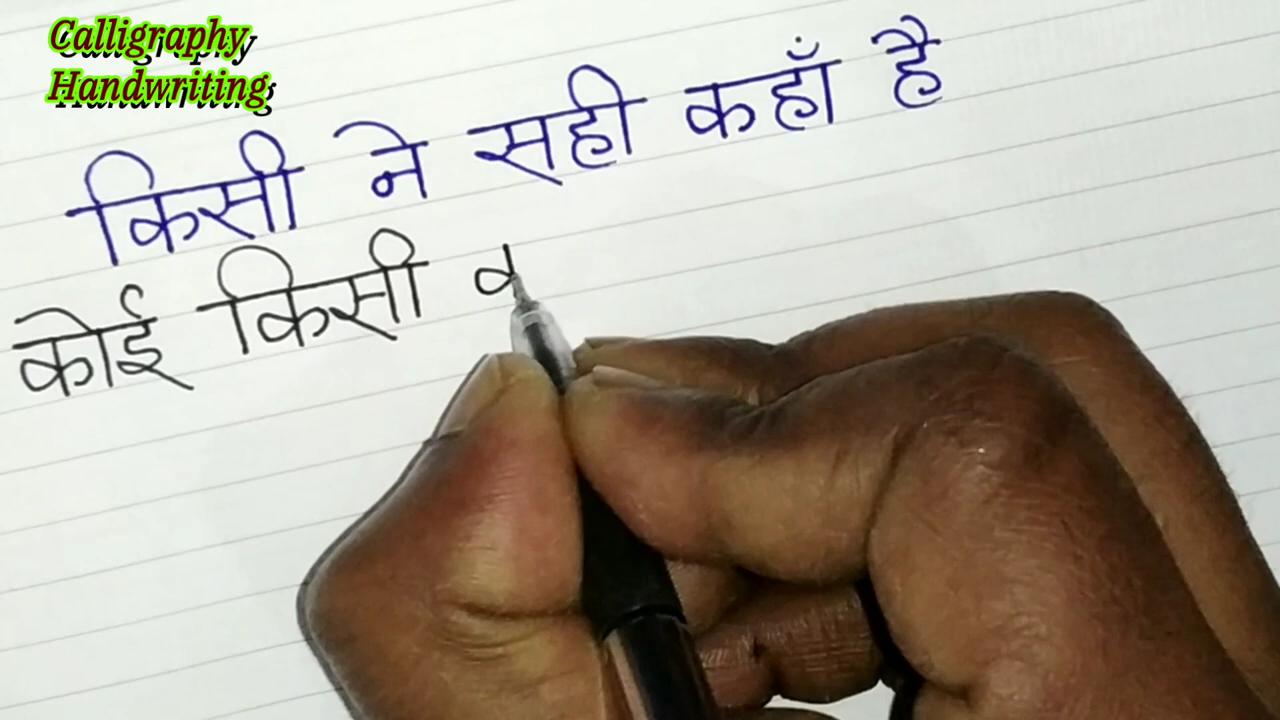 Calligraphy
Handwriting
किसी ने सही कहाँ है
कोई किसी